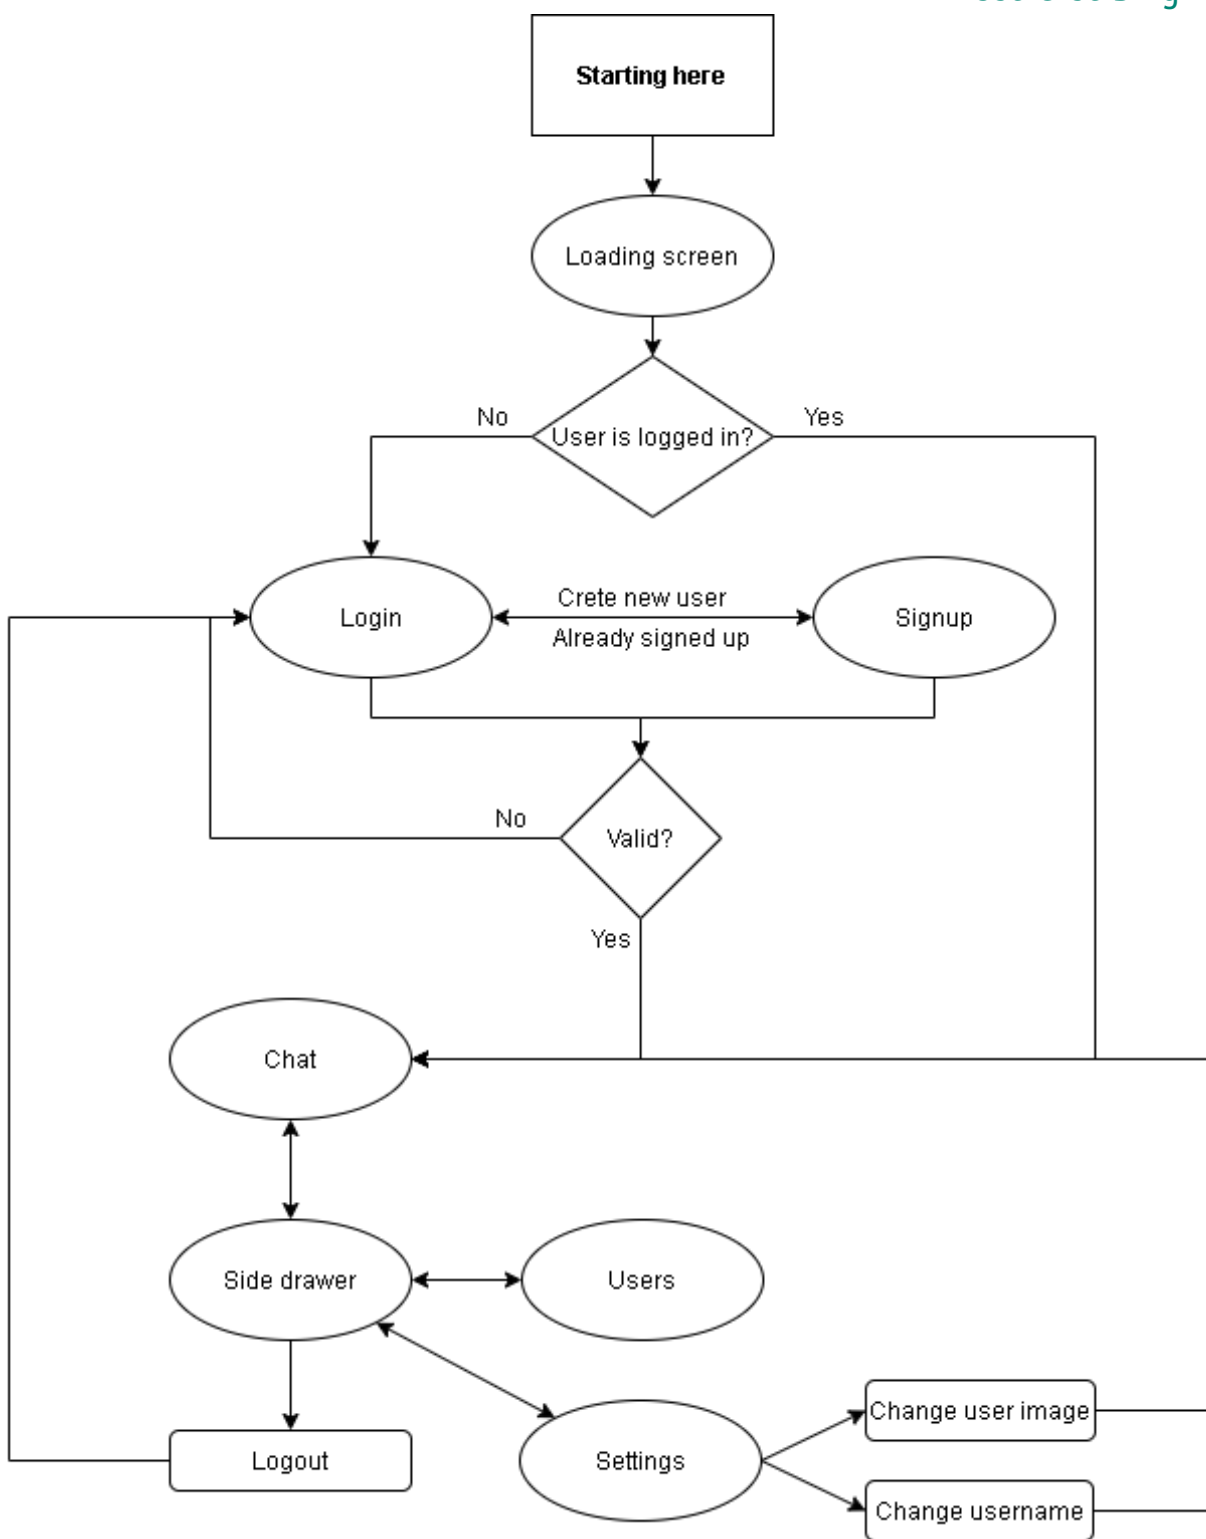 Starting here
Loading screen
No
Yes
User is logged in?
Login
Crete new user
Already signed up
Signup
No
Valid?
Yes
Chat
Side drawer
Users
Change user image
Logout
Settings
Change username